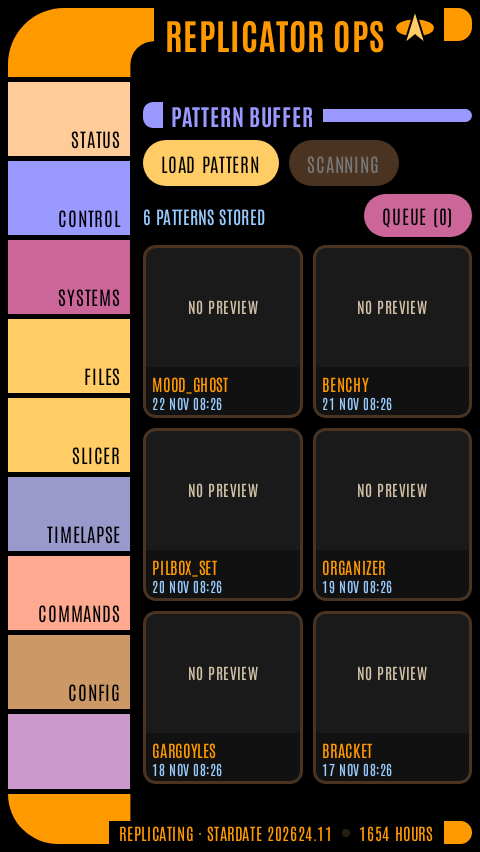 REPLICATOR OPS
STATUS
CONTROL
SYSTEMS
FILES
SLICER
TIMELAPSE
COMMANDS
CONFIG
PATTERN BUFFER
LOAD PATTERN
SCANNING
6 PATTERNS STORED
QUEUE (0)
NO PREVIEW
MOOD_GHOST
22 NOV 08:26
NO PREVIEW
BENCHY
21 NOV 08:26
NO PREVIEW
PILBOX_SET
20 NOV 08:26
NO PREVIEW
ORGANIZER
19 NOV 08:26
NO PREVIEW
GARGOYLES
18 NOV 08:26
NO PREVIEW
BRACKET
17 NOV 08:26
REPLICATING · STARDATE 202624.11 • 1654 HOURS